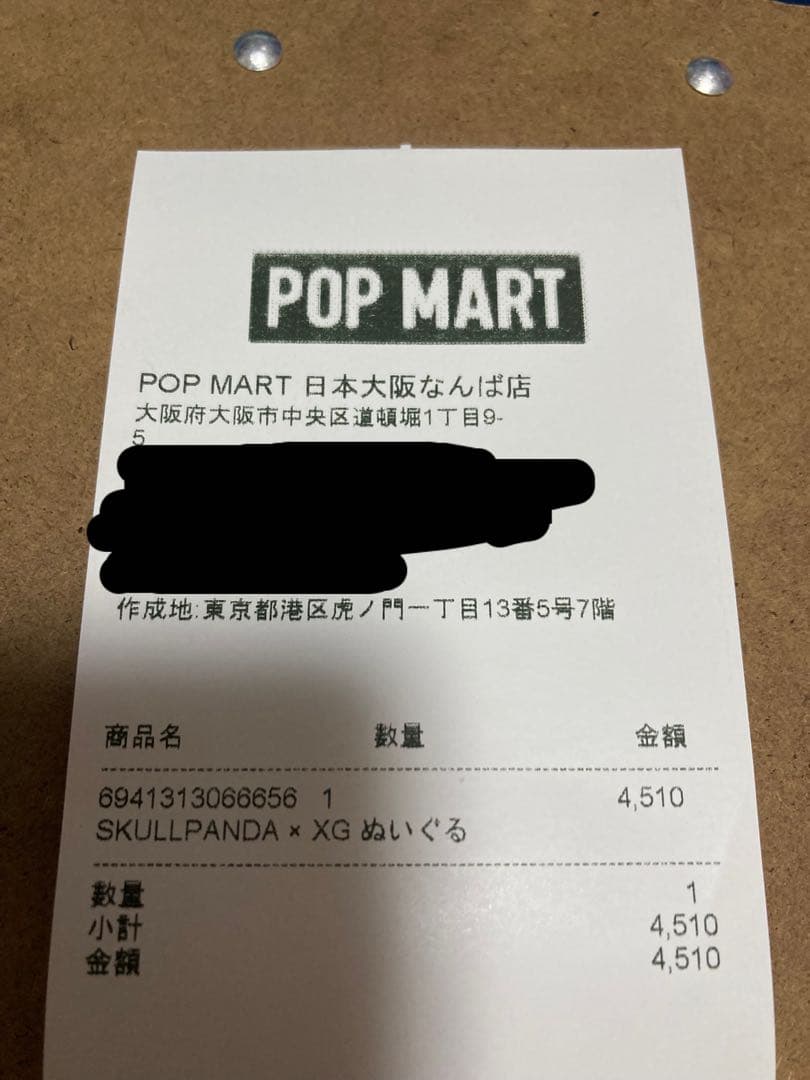 POP MART
POP MART 日本大阪なんば店
大阪府大阪市中央区道頓堀1丁目9-
5
作成地:東京都港区虎ノ門一丁目13番5号7階
商品名 数量 金額
6941313066656 1 4,510
SKULLPANDA × XG ぬいぐる
数量 1
小計 4,510
金額 4,510